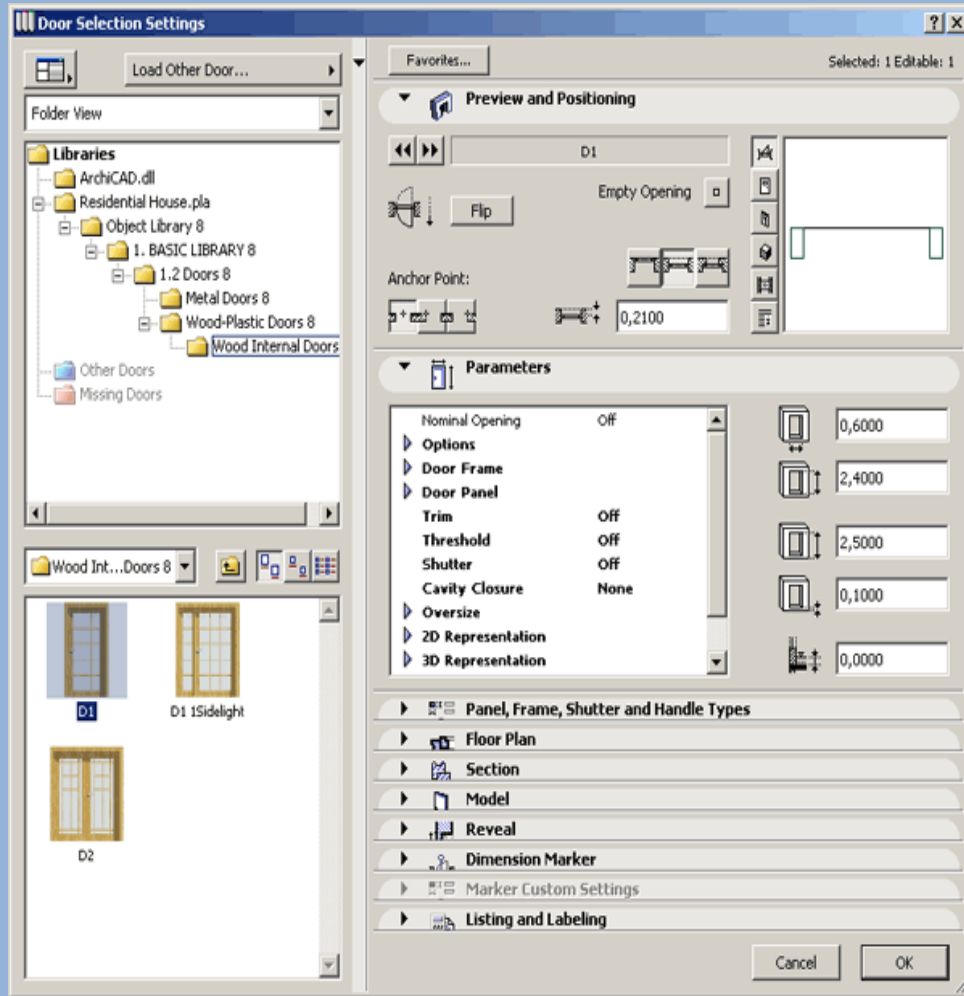 Door Selection Settings
Load Other Door...
Folder View
Libraries
ArchiCAD.dll
Residential House.pla
Object Library 8
1. BASIC LIBRARY 8
1.2 Doors 8
Metal Doors 8
Wood-Plastic Doors 8
Wood Internal Doors
Other Doors
Missing Doors
Wood Int...Doors 8
D1
D1 1Sidelight
D2
Favorites...
Selected: 1 Editable: 1
Preview and Positioning
D1
Empty Opening
Flip
Anchor Point:
0,2100
Parameters
Nominal Opening Off
Options
Door Frame
Door Panel
Trim Off
Threshold Off
Shutter Off
Cavity Closure None
Oversize
2D Representation
3D Representation
0,6000
2,4000
2,5000
0,1000
0,0000
Panel, Frame, Shutter and Handle Types
Floor Plan
Section
Model
Reveal
Dimension Marker
Marker Custom Settings
Listing and Labeling
Cancel
OK